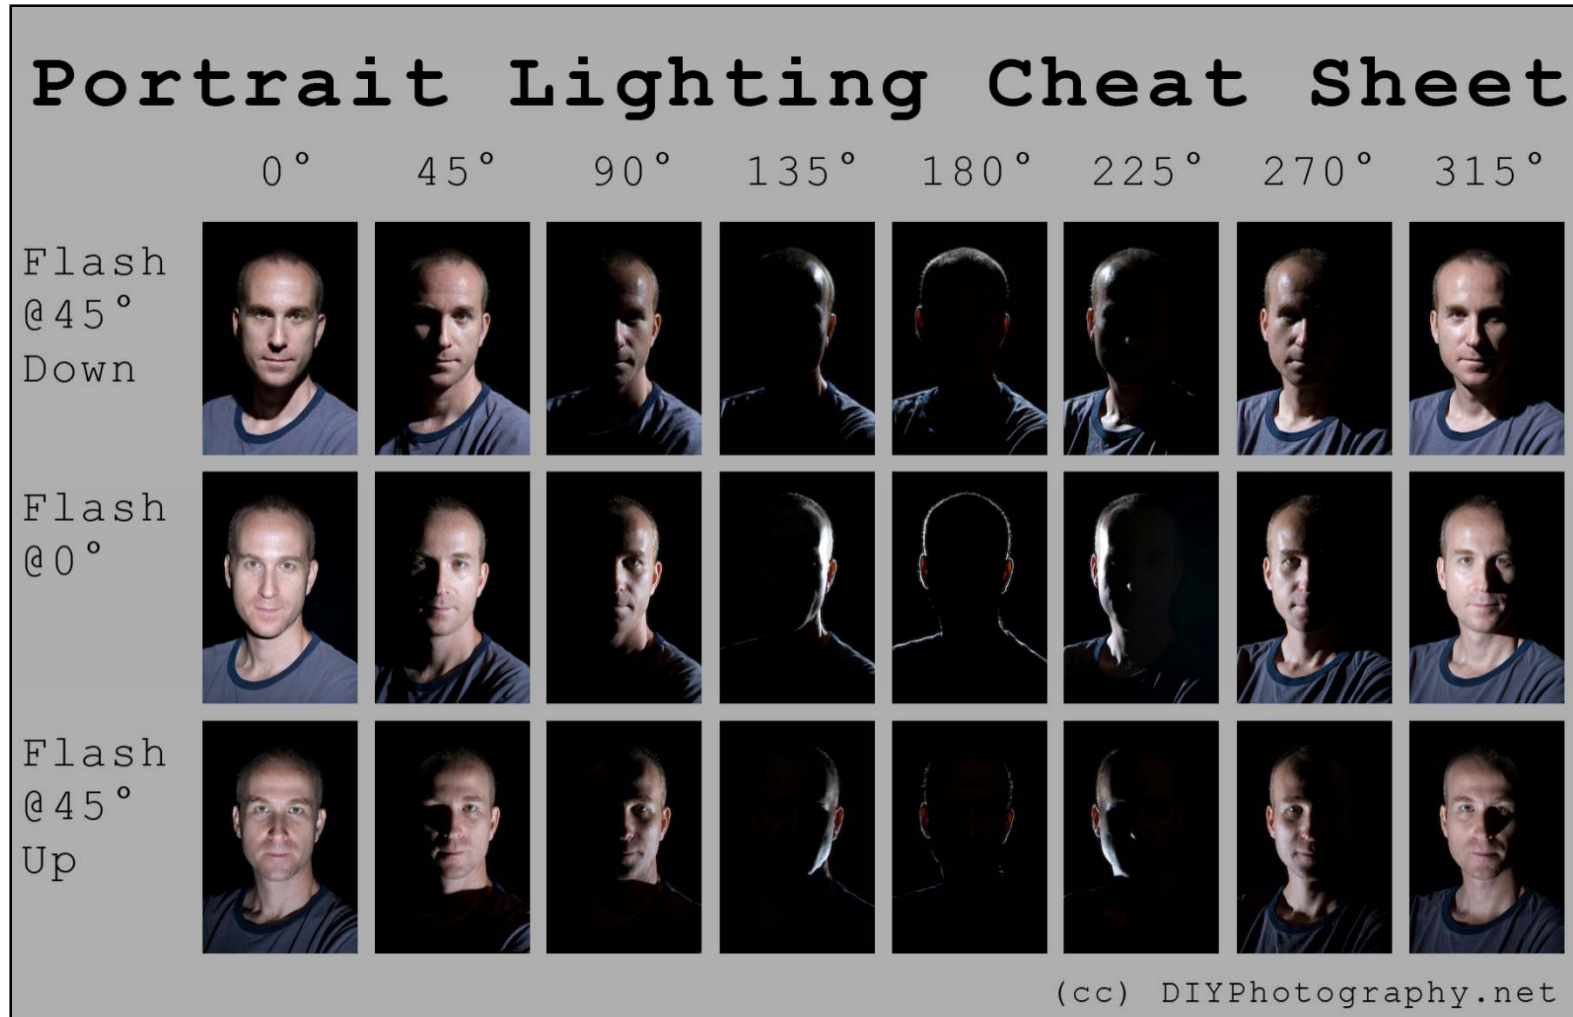 Portrait Lighting Cheat Sheet
0° 45° 90° 135° 180° 225° 270° 315°
Flash
@45°
Down
Flash
@0°
Flash
@45°
Up
(cc) DIYPhotography.net